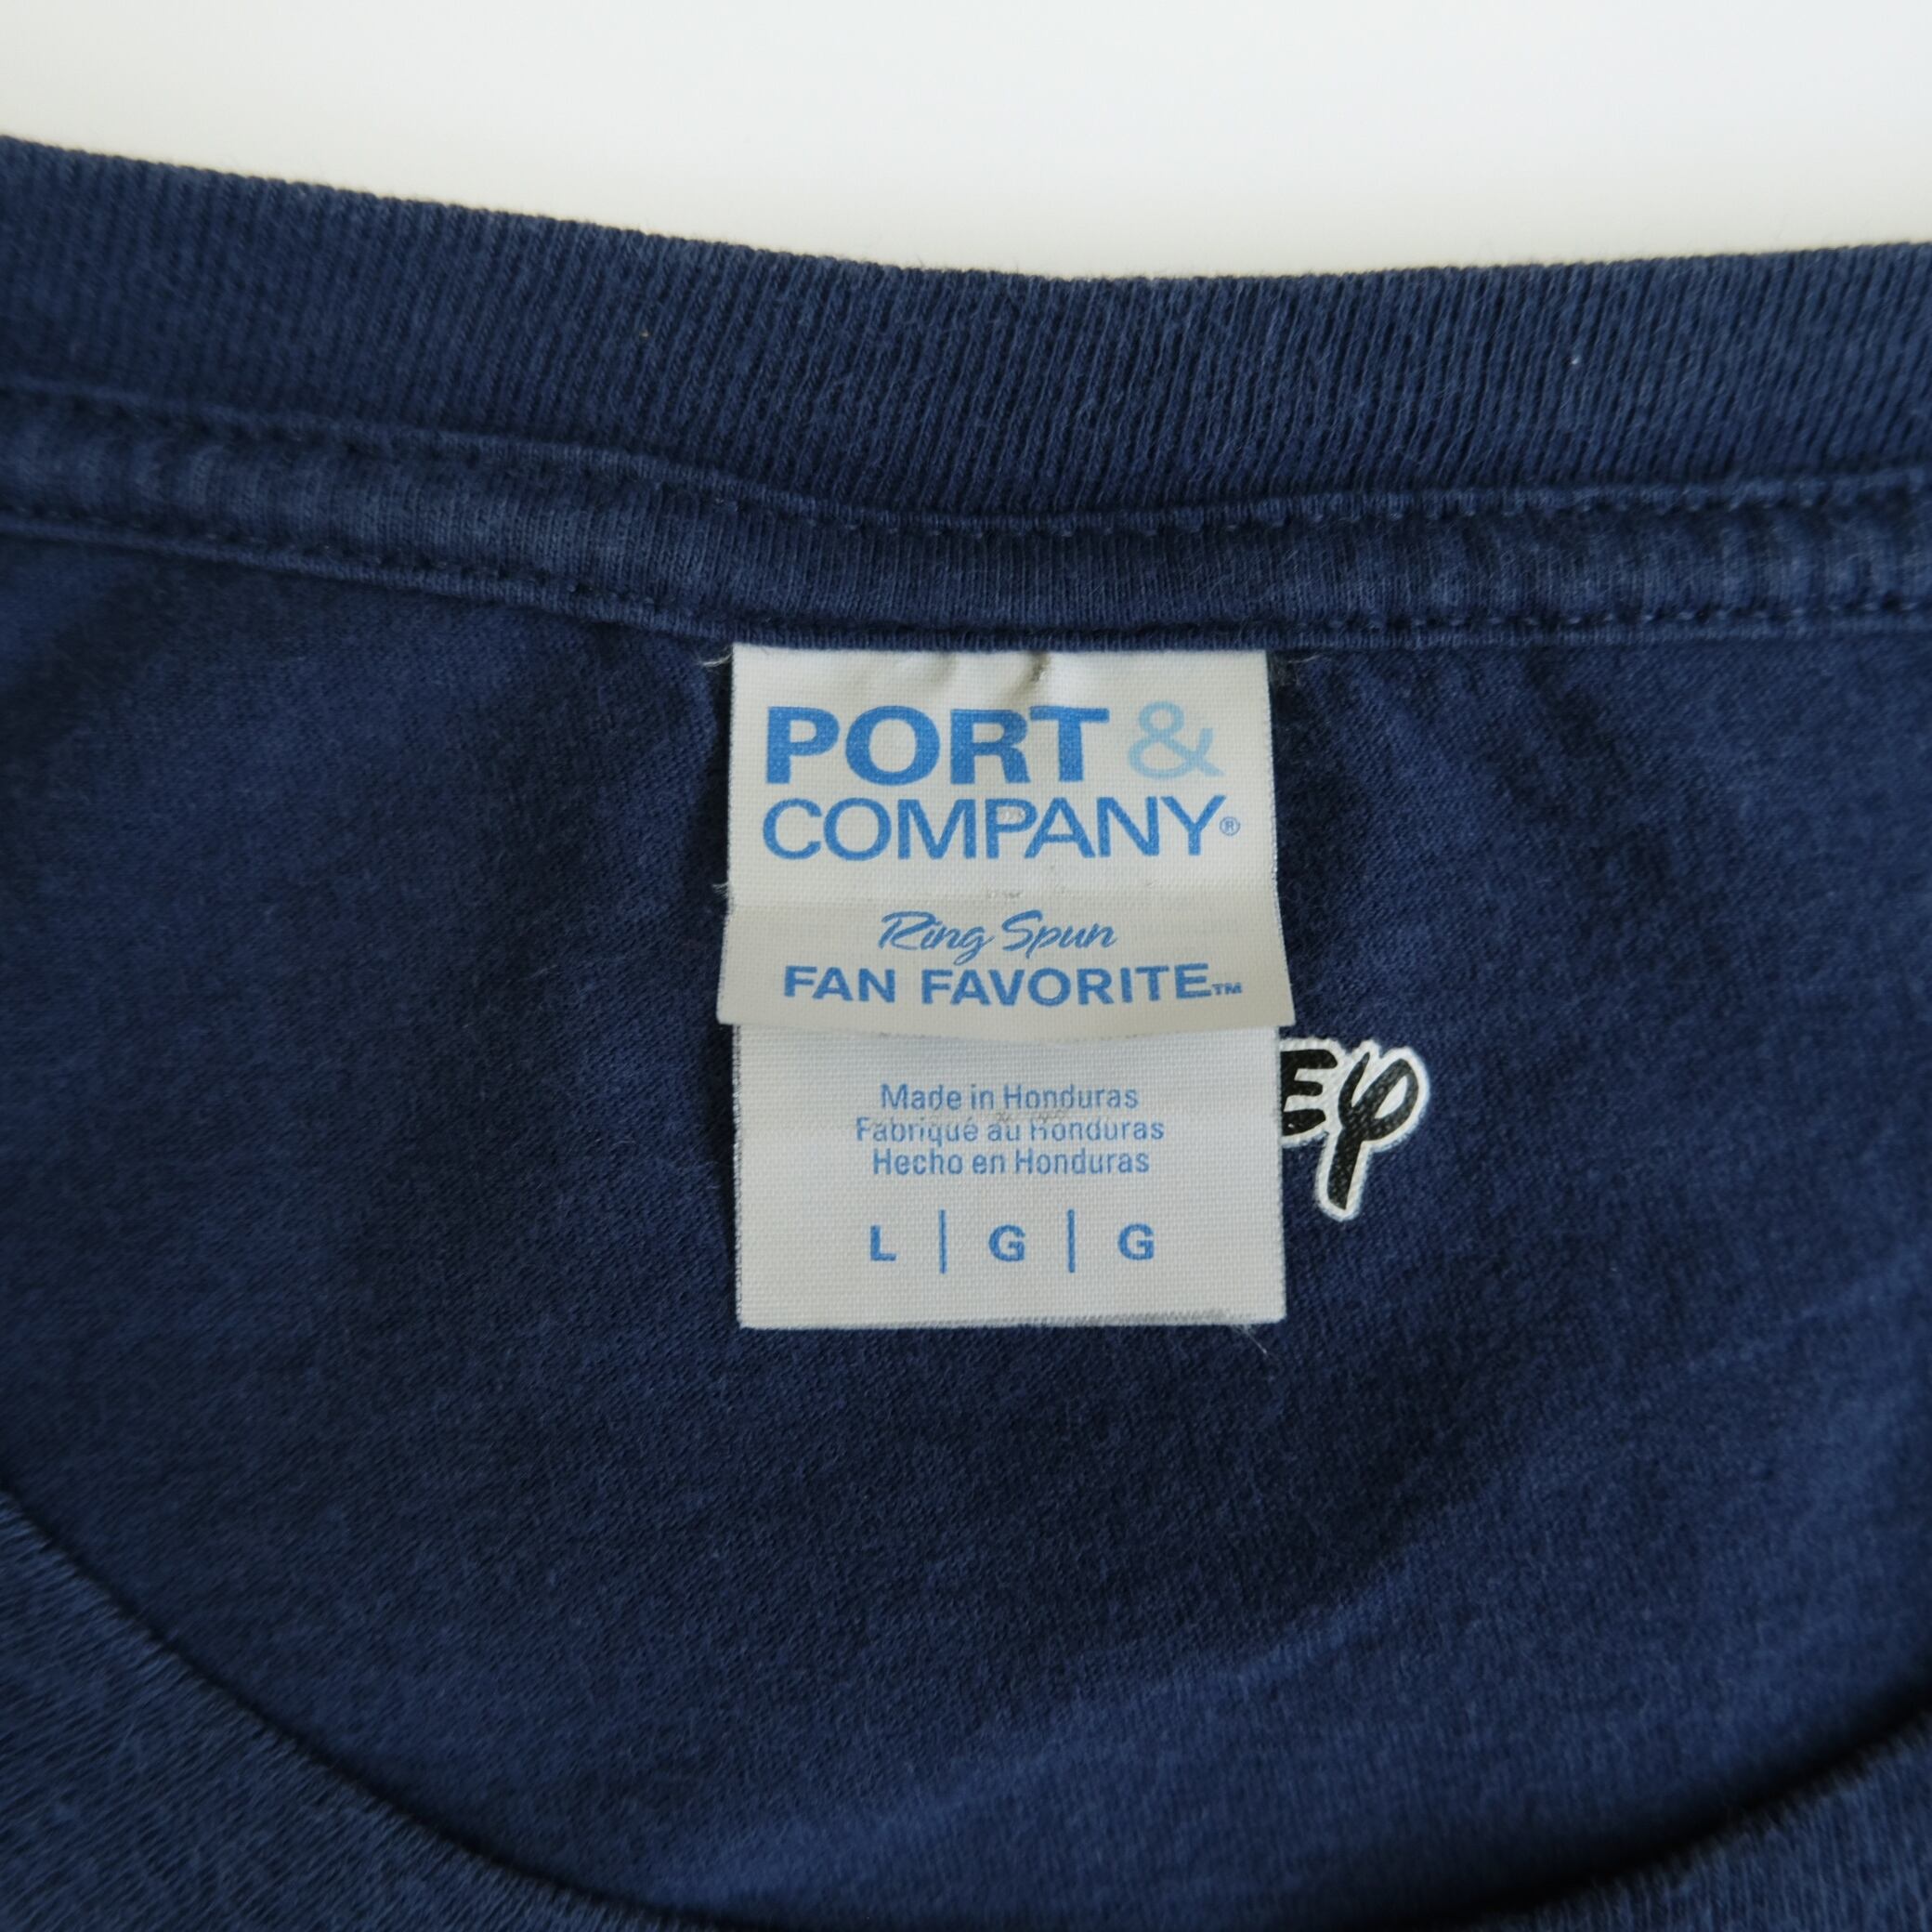 PORT &
COMPANY®
Ring Spun
FAN FAVORITE™
Made in Honduras
Fabriqué au Honduras
Hecho en Honduras
L | G | G